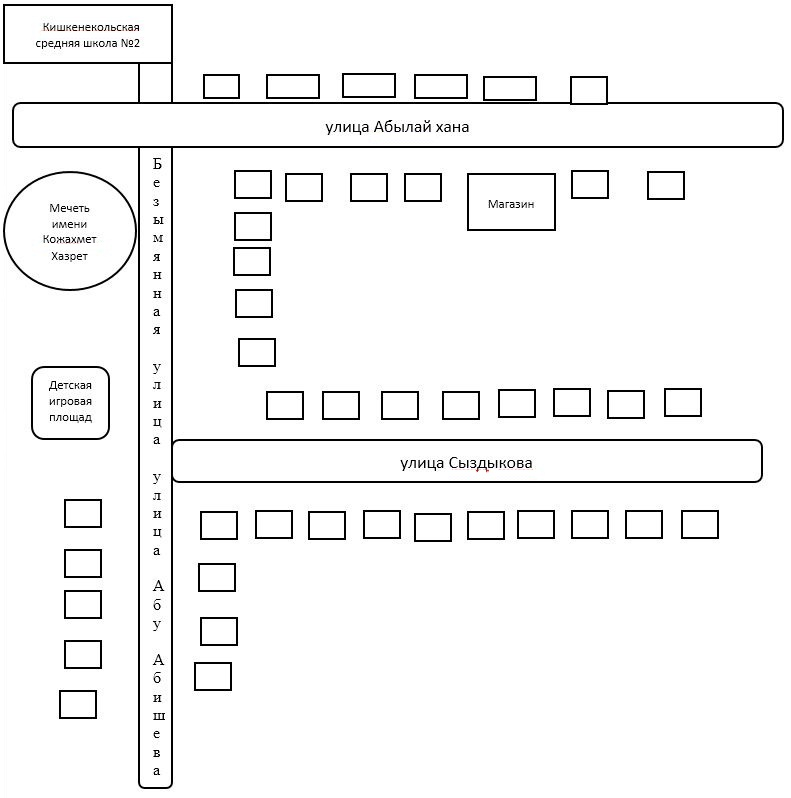 Кишкенекольская
средняя школа №2
улица Абылай хана
Мечеть
имени
Кожахмет
Хазрет
Магазин
Безымянная улица улица Абу Абишева
Детская
игровая
площад
улица Сыздыкова